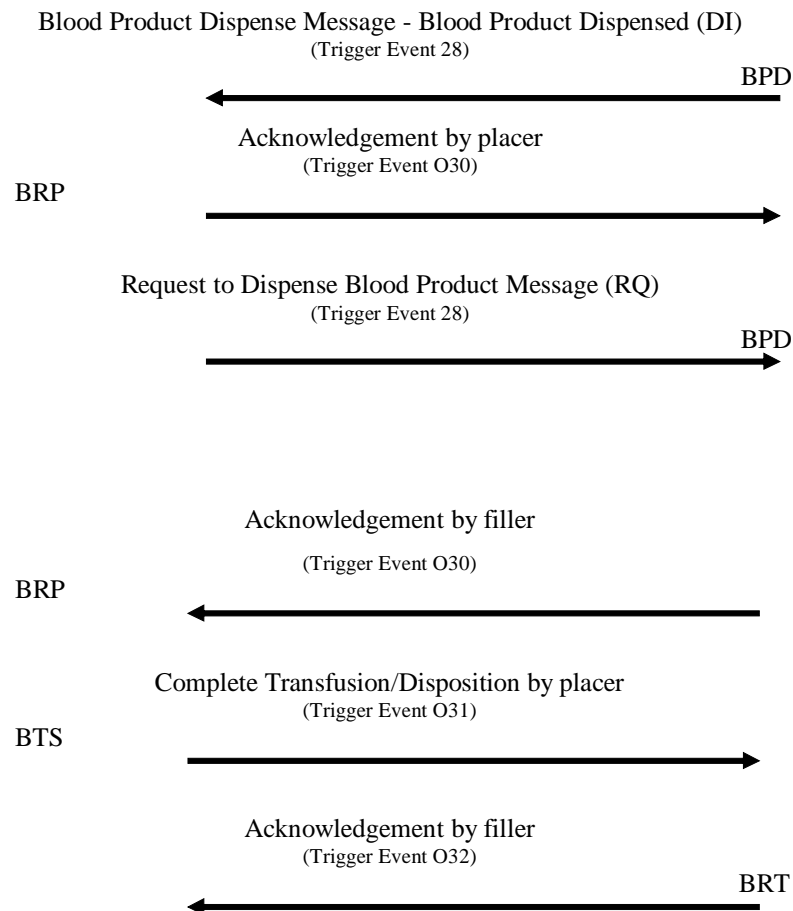 Blood Product Dispense Message - Blood Product Dispensed (DI)
(Trigger Event 28)
BPD
Acknowledgement by placer
(Trigger Event O30)
BRP
Request to Dispense Blood Product Message (RQ)
(Trigger Event 28)
BPD
Acknowledgement by filler
(Trigger Event O30)
BRP
Complete Transfusion/Disposition by placer
(Trigger Event O31)
BTS
Acknowledgement by filler
(Trigger Event O32)
BRT